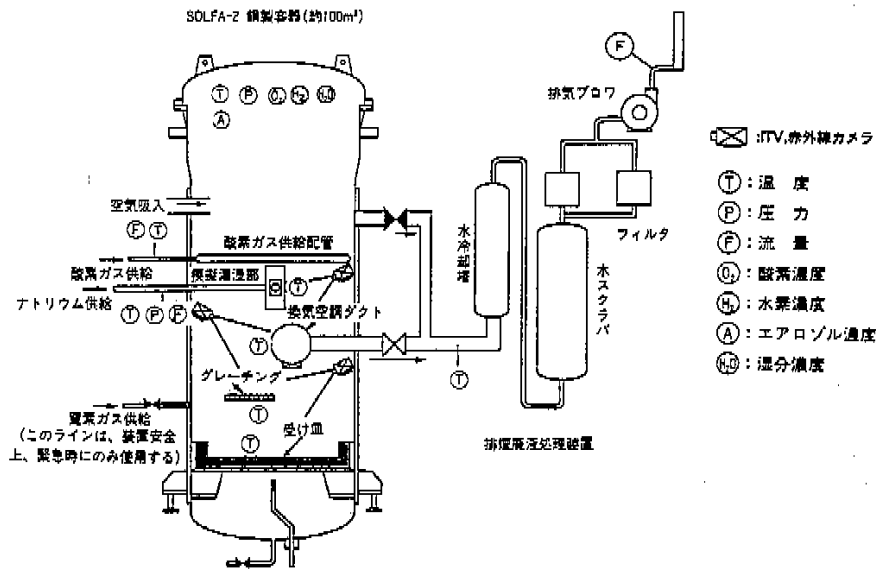 SOLFA-2 鋼製容器(約100m³)
T P O₂ H₂ H₂O
A
F
排気ブロワ
:ITV,赤外線カメラ
T:温 度
P:圧 力
F:流 量
O₂:酸素濃度
H₂:水素濃度
A:エアロゾル濃度
H₂O:湿分濃度
空気吸入
F T
酸素ガス供給配管
酸素ガス供給
模擬漏洩部
T
ナトリウム供給
T P F
換気空調ダクト
T
水冷却塔
水スクラバ
フィルタ
T
グレーチング
T
窒素ガス供給
(このラインは、装置安全
上、緊急時にのみ使用する)
T
受け皿
排煙廃液処理装置